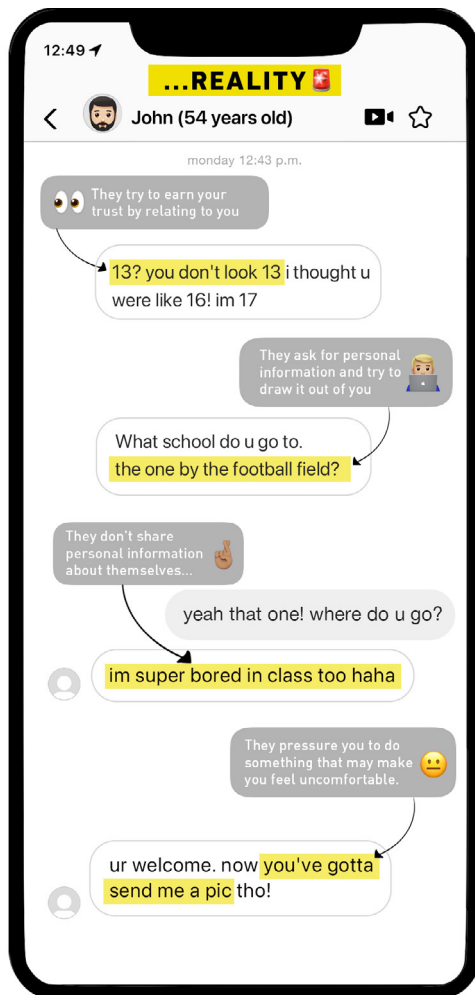 12:49
...REALITY🚨
John (54 years old)
monday 12:43 p.m.
They try to earn your
trust by relating to you
13? you don't look 13 i thought u
were like 16! im 17
They ask for personal
information and try to
draw it out of you
What school do u go to.
the one by the football field?
They don't share
personal information
about themselves...
yeah that one! where do u go?
im super bored in class too haha
They pressure you to do
something that may make
you feel uncomfortable.
ur welcome. now you've gotta
send me a pic tho!